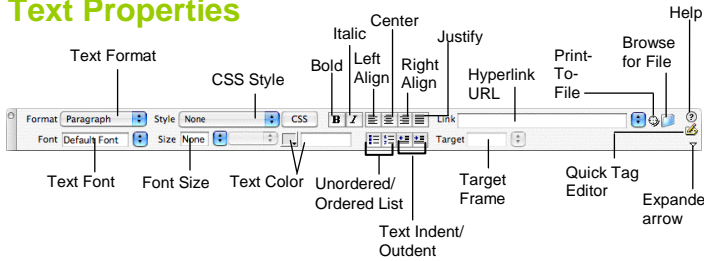 Text Properties
Help
Center
Italic
Justify
Print-
To-
File
Browse
for File
Text Format
Left
Align
Right
Align
Bold
Hyperlink
URL
CSS Style
Format Paragraph Style None CSS B I Link
Font Default Font Size None Target
Text Font
Font Size
Text Color
Unordered/
Ordered List
Target
Frame
Quick Tag
Editor
Expande
arrow
Text Indent/
Outdent